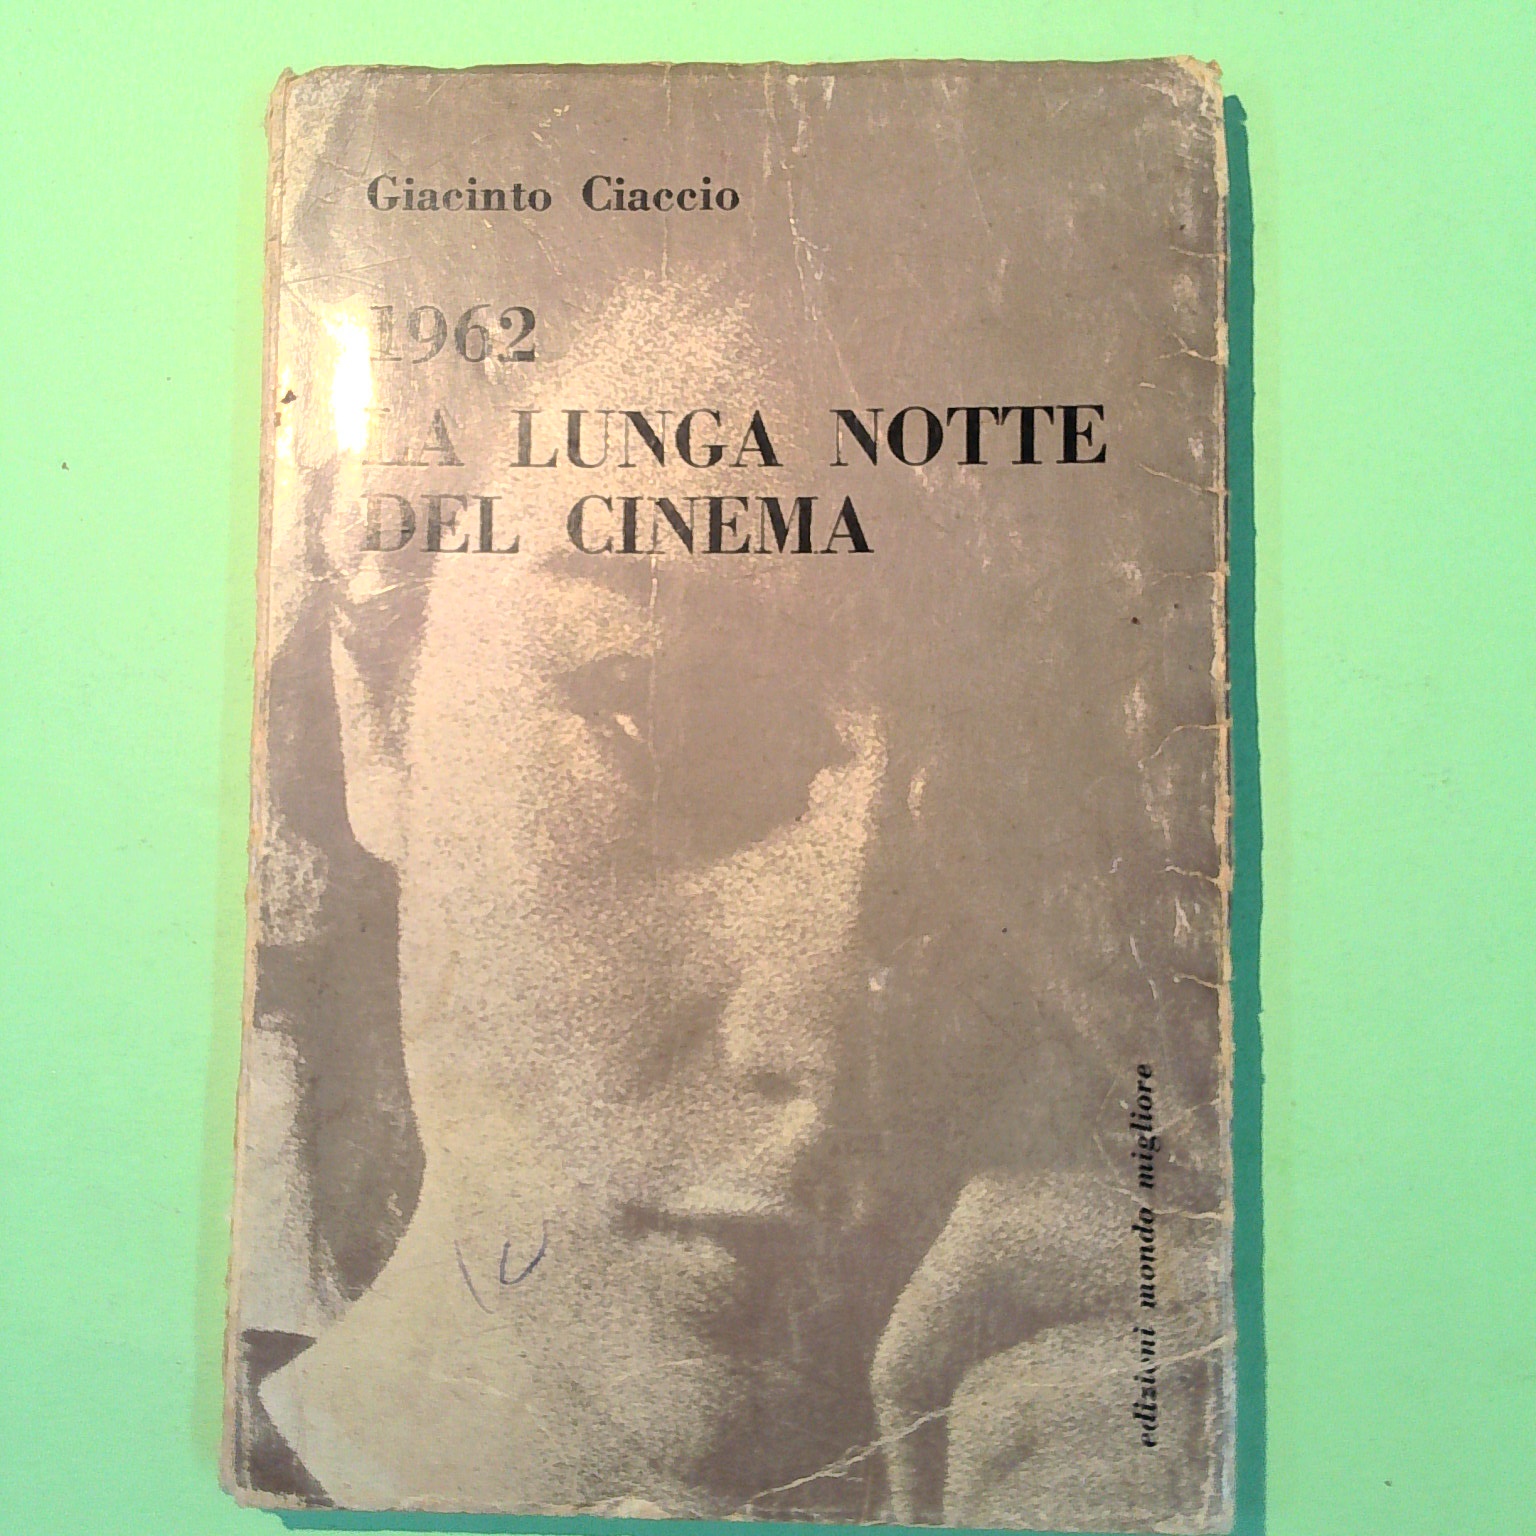 Giacinto Ciaccio
1962
LA LUNGA NOTTE
DEL CINEMA
edizioni mondo migliore